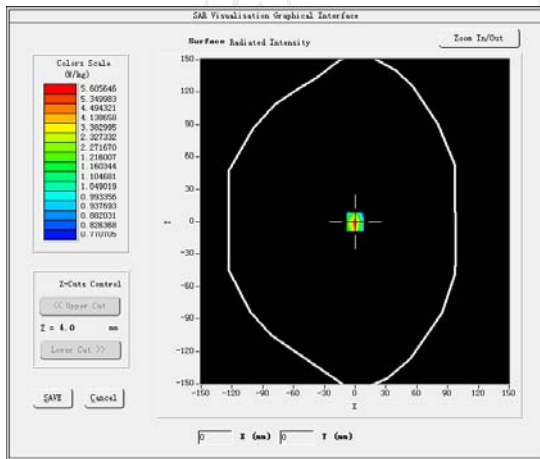 SAR Visualisation Graphical Interface
Surface Radiated Intensity
Zoom In/Out
Colors Scale
(W/kg)
5.605646
5.349983
4.494321
4.138658
3.382995
2.327332
2.271670
1.216007
1.160344
1.104681
1.049019
0.993356
0.937693
0.882031
0.826368
0.770705
Z-Cuts Control
<< Upper Cut
Z = 4.0 mm
Lower Cut >>
SAVE Cancel
150
120
90
60
30
0
-30
-60
-90
-120
-150
Y
-150 -120 -90 -60 -30 0 30 60 90 120 150
X
0 X (mm) 0 Y (mm)